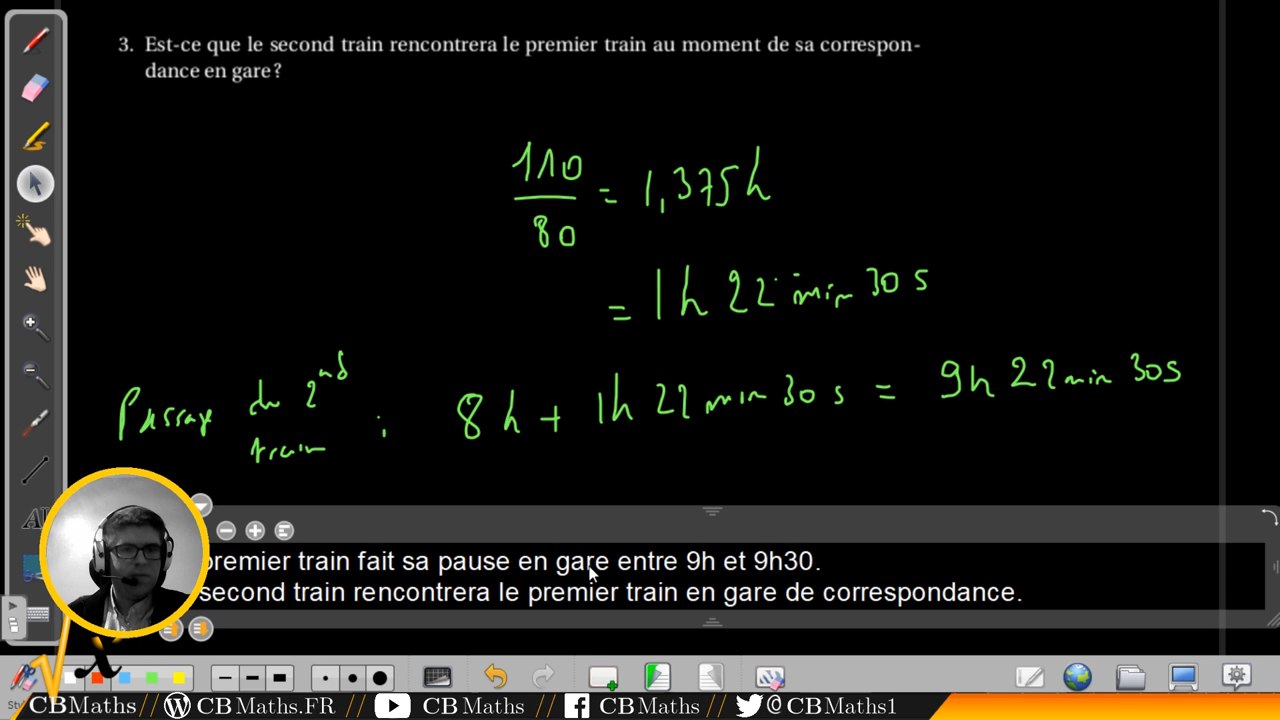 3. Est-ce que le second train rencontrera le premier train au moment de sa correspon-
dance en gare ?
110
80
= 1,375h
= 1h 22 min 30 s
Passage du 2nd train : 8 h + 1h 22 min 30 s = 9h 22 min 30s
premier train fait sa pause en gare entre 9h et 9h30.
second train rencontrera le premier train en gare de correspondance.
CBMaths// CBMaths.FR // CBMaths // CBMaths // @CBMaths1